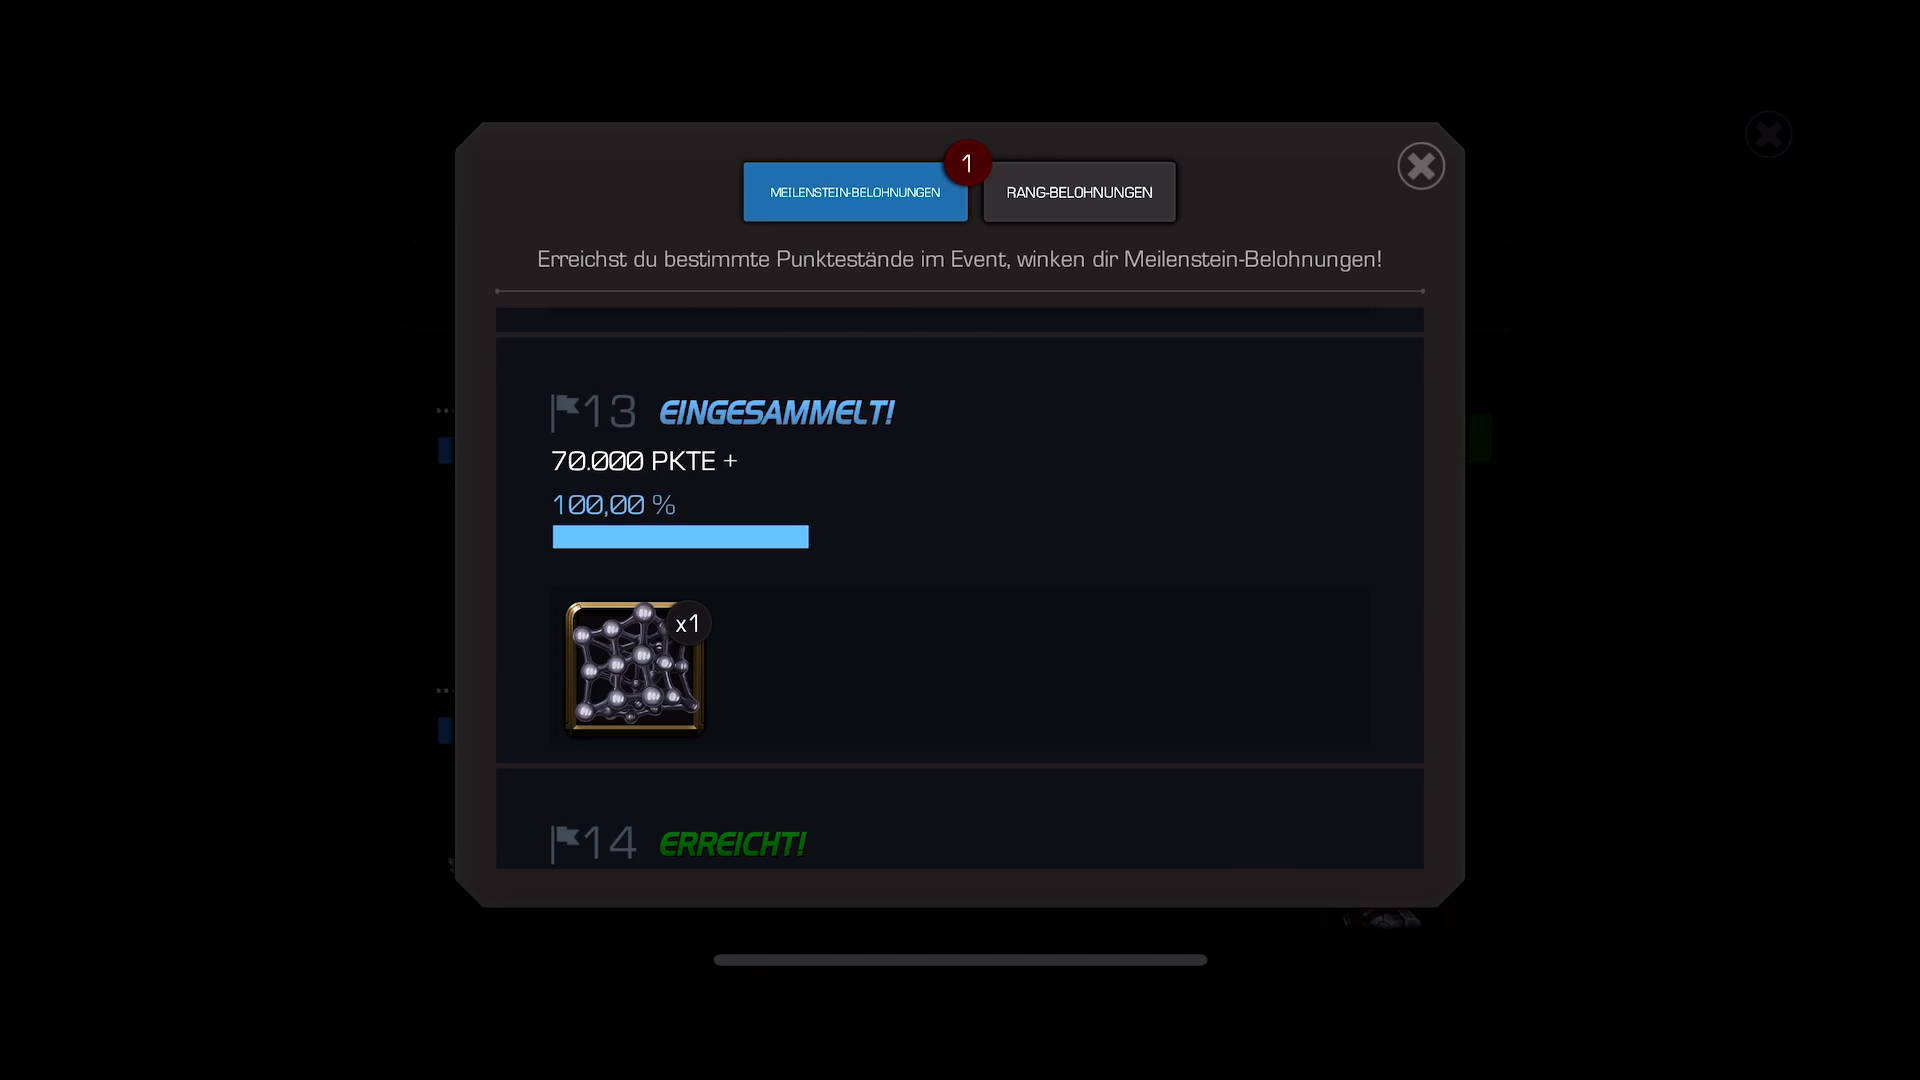 1
MEILENSTEIN-BELOHNUNGEN
RANG-BELOHNUNGEN
Erreichst du bestimmte Punktestände im Event, winken dir Meilenstein-Belohnungen!
13 EINGESAMMELT!
70.000 PKTE +
100,00 %
x1
14 ERREICHT!